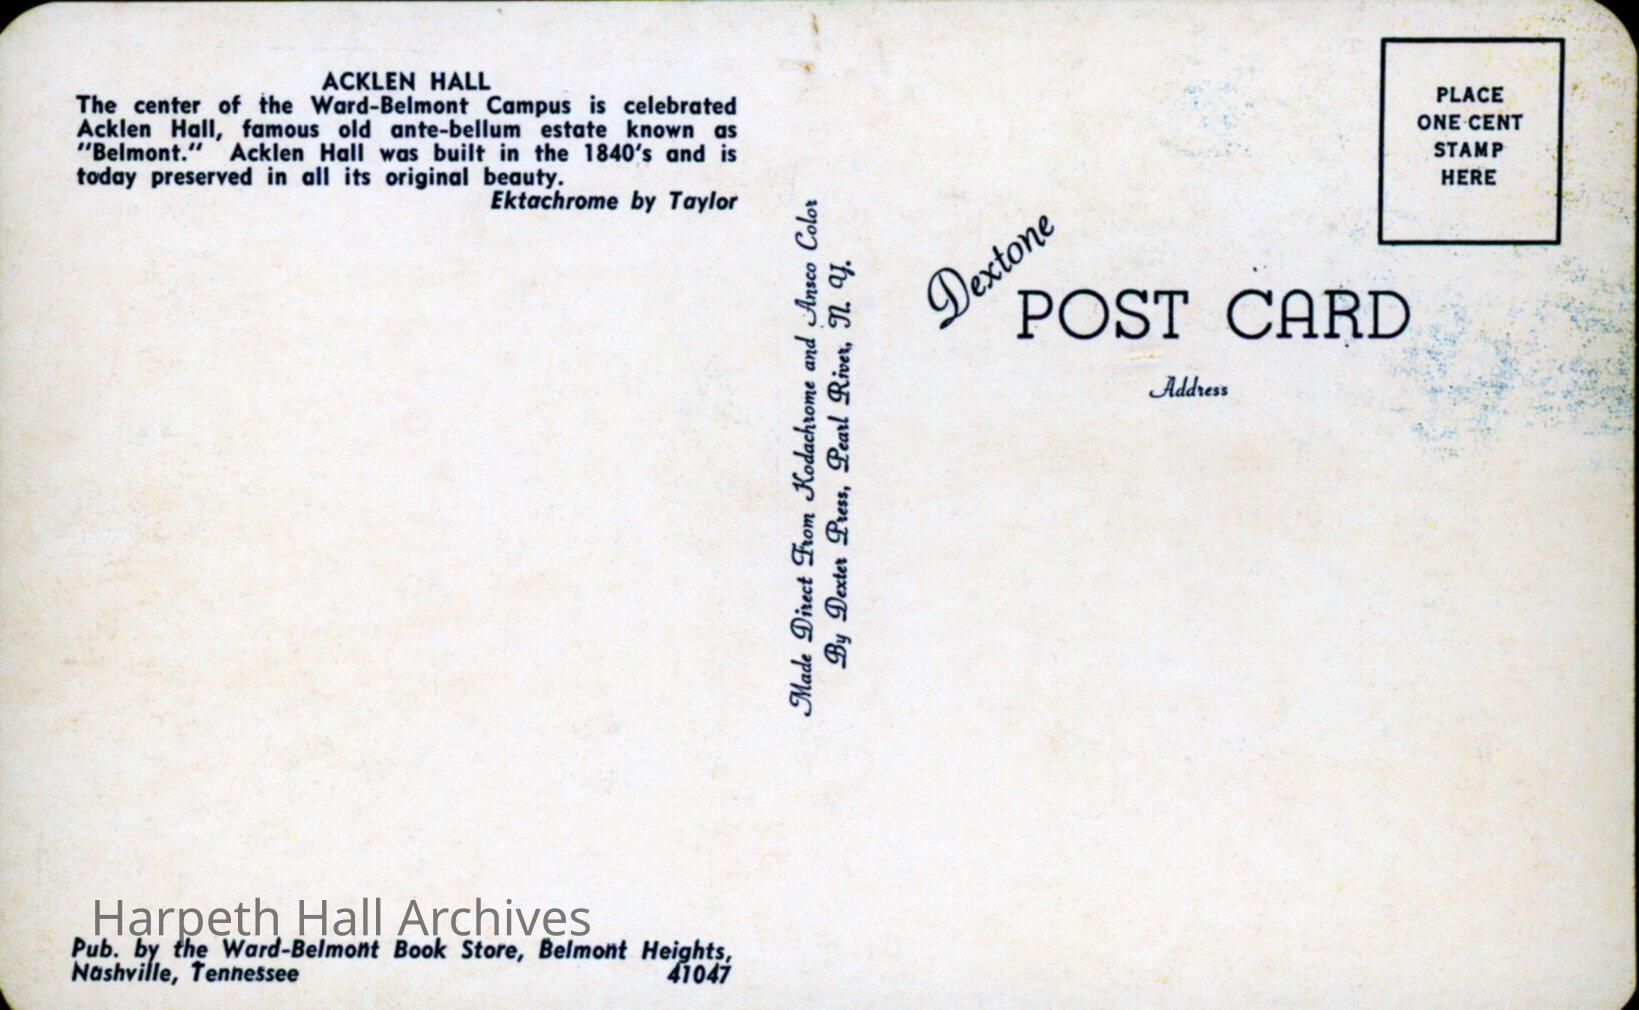 ACKLEN HALL
The center of the Ward-Belmont Campus is celebrated
Acklen Hall, famous old ante-bellum estate known as
"Belmont." Acklen Hall was built in the 1840's and is
today preserved in all its original beauty.
Ektachrome by Taylor
Harpeth Hall Archives
Pub. by the Ward-Belmont Book Store, Belmont Heights,
Nashville, Tennessee 41047
Made Direct From Kodachrome and Ansco Color
By Dexter Press, Pearl River, N. Y.
PLACE
ONE CENT
STAMP
HERE
Dextone
POST CARD
Address